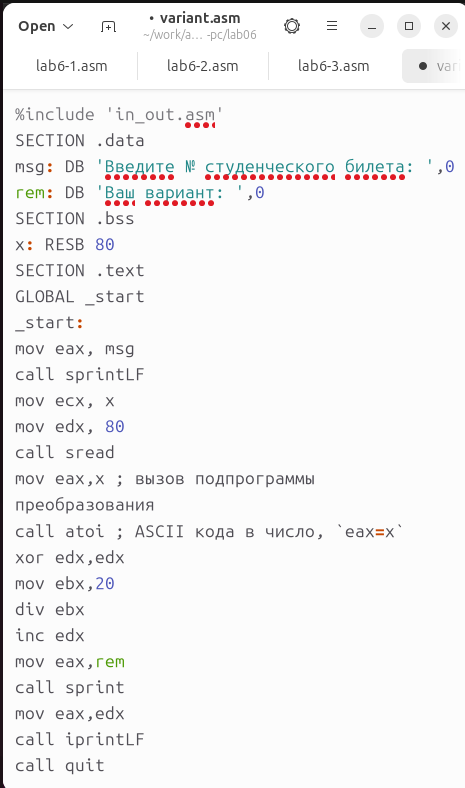 Open
• variant.asm
~/work/a... -pc/lab06
lab6-1.asm
lab6-2.asm
lab6-3.asm
● vari
%include 'in_out.asm'
SECTION .data
msg: DB 'Введите № студенческого билета: ',0
rem: DB 'Ваш вариант: ',0
SECTION .bss
x: RESB 80
SECTION .text
GLOBAL _start
_start:
mov eax, msg
call sprintLF
mov ecx, x
mov edx, 80
call sread
mov eax,x ; вызов подпрограммы
преобразования
call atoi ; ASCII кода в число, `eax=x`
xor edx,edx
mov ebx,20
div ebx
inc edx
mov eax,rem
call sprint
mov eax,edx
call iprintLF
call quit